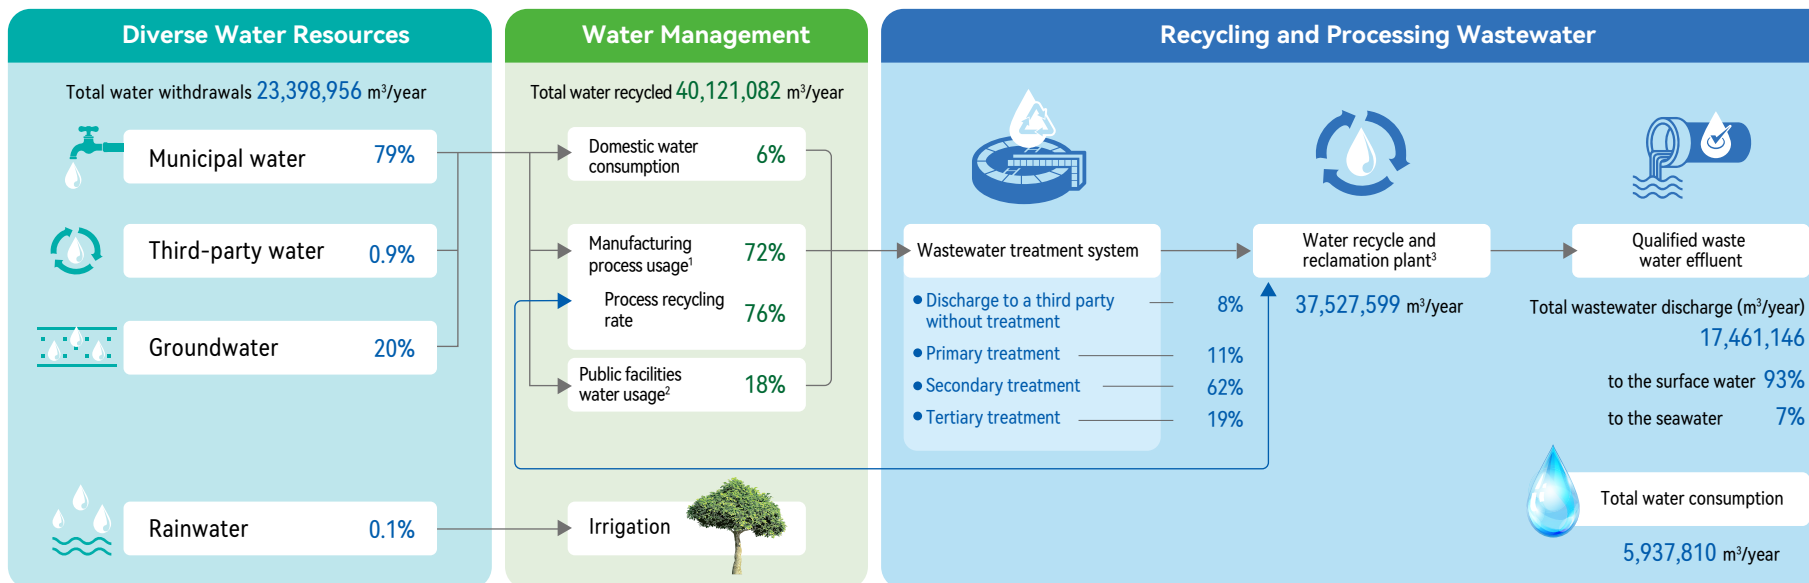 Diverse Water Resources
Total water withdrawals 23,398,956 m³/year
Municipal water 79%
Third-party water 0.9%
Groundwater 20%
Rainwater 0.1%
Water Management
Total water recycled 40,121,082 m³/year
Domestic water
consumption 6%
Manufacturing
process usage¹ 72%
Process recycling
rate 76%
Public facilities
water usage² 18%
Irrigation
Recycling and Processing Wastewater
Wastewater treatment system
• Discharge to a third party
without treatment 8%
• Primary treatment 11%
• Secondary treatment 62%
• Tertiary treatment 19%
Water recycle and
reclamation plant³
37,527,599 m³/year
Qualified waste
water effluent
Total wastewater discharge (m³/year)
17,461,146
to the surface water 93%
to the seawater 7%
Total water consumption
5,937,810 m³/year